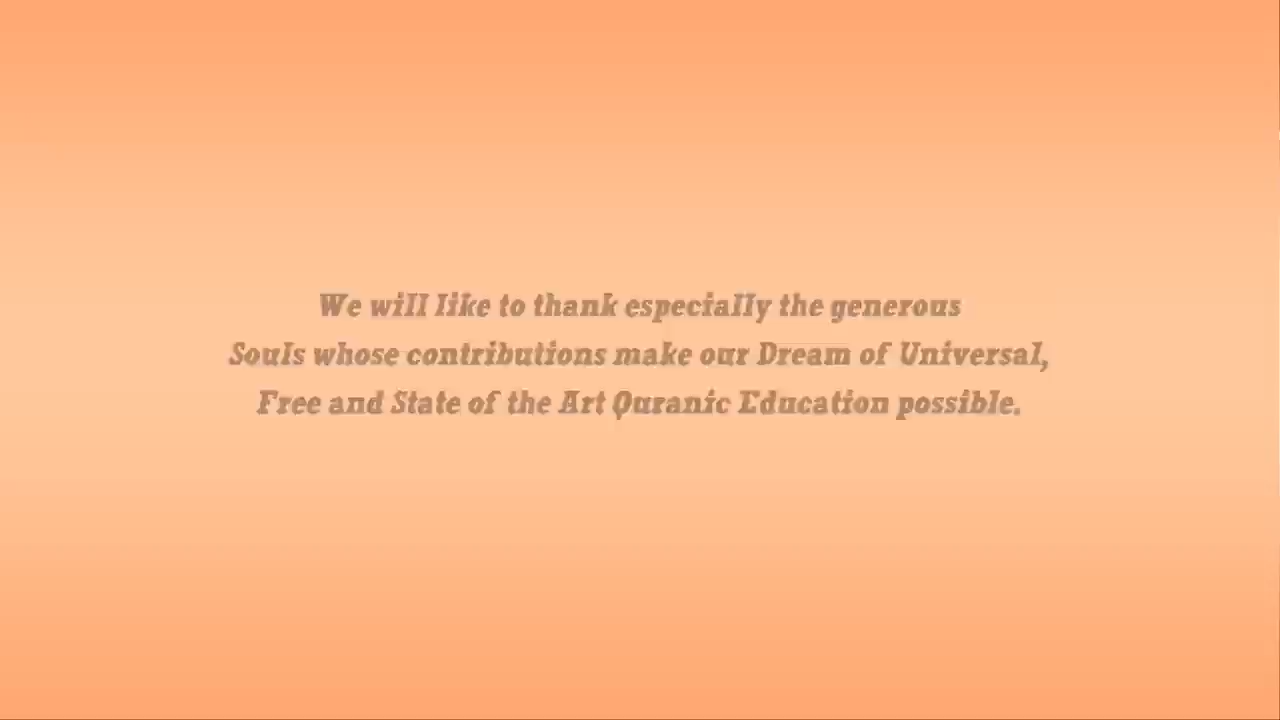 We will like to thank especially the generous
Souls whose contributions make our Dream of Universal,
Free and State of the Art Quranic Education possible.